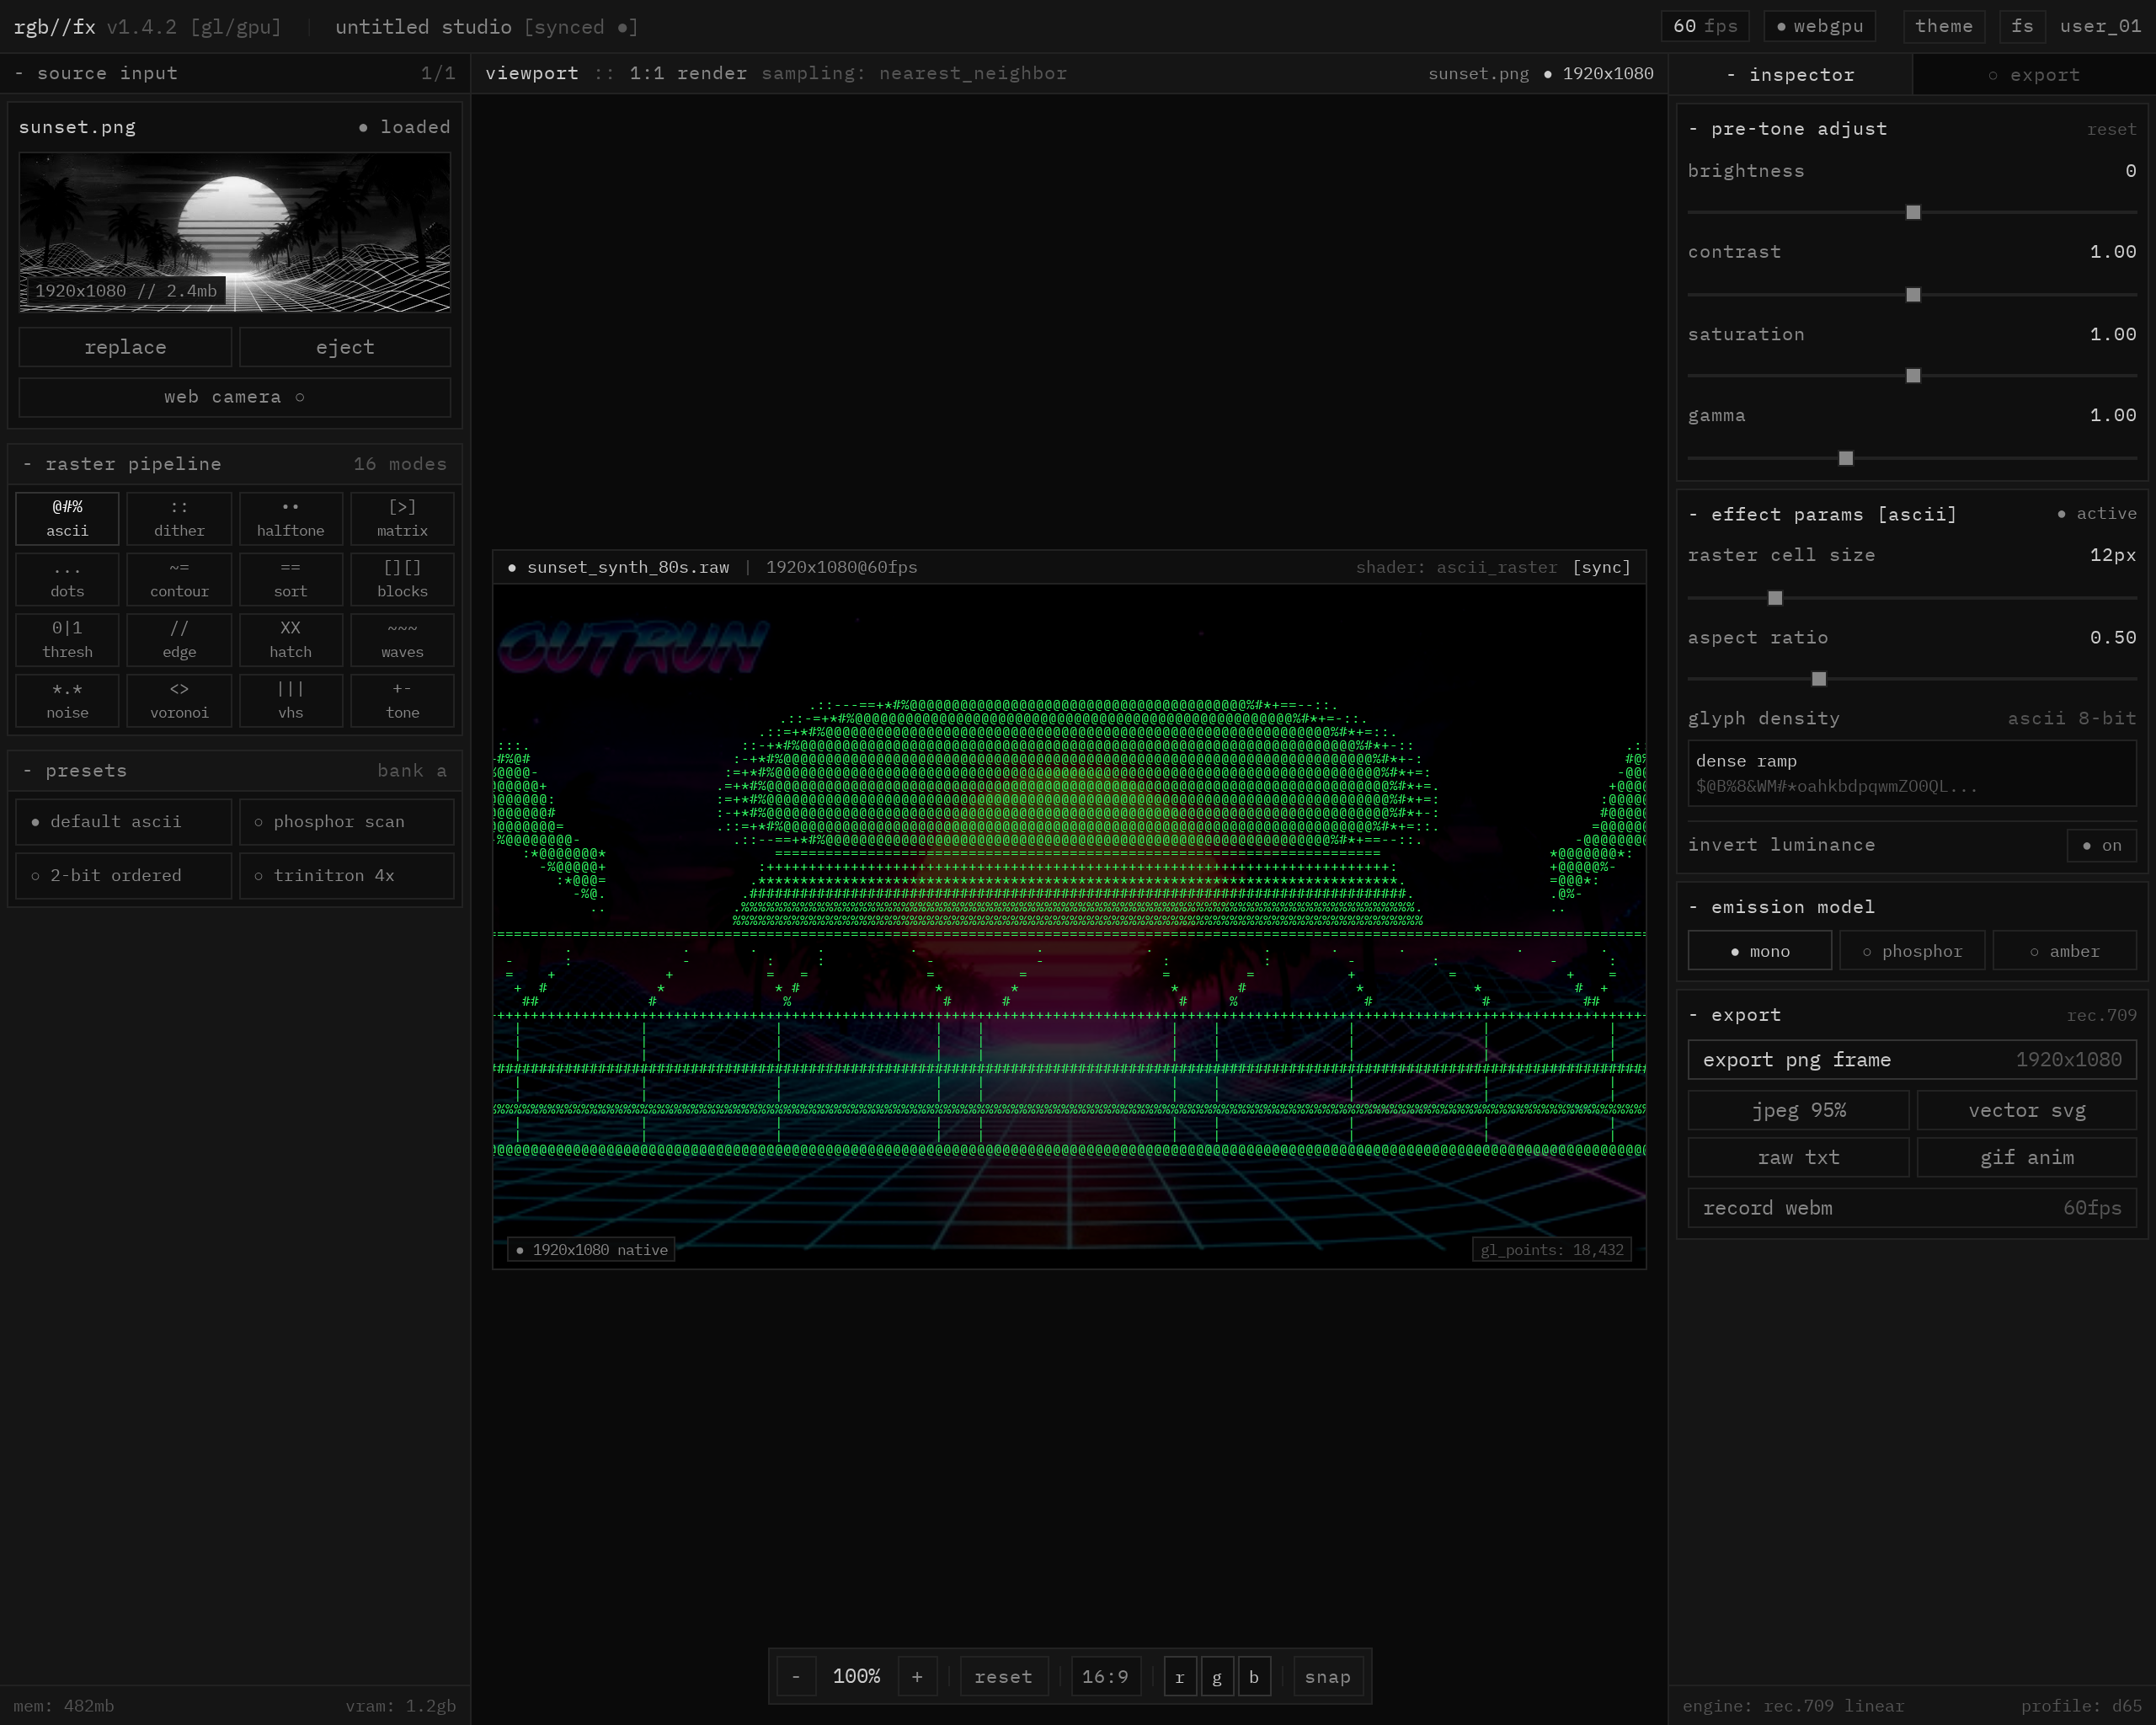 rgb//fx v1.4.2 [gl/gpu] untitled studio [synced ●]
60 fps ● webgpu theme fs user_01
- source input 1/1
sunset.png ● loaded
1920x1080 // 2.4mb
replace eject
web camera ○
- raster pipeline 16 modes
@#% :: •• [>]
ascii dither halftone matrix
... ~= == [][]
dots contour sort blocks
0|1 // XX ~~~
thresh edge hatch waves
*.* <> ||| +-
noise voronoi vhs tone
- presets bank a
● default ascii ○ phosphor scan
○ 2-bit ordered ○ trinitron 4x
mem: 482mb vram: 1.2gb
viewport :: 1:1 render sampling: nearest_neighbor sunset.png ● 1920x1080
● sunset_synth_80s.raw | 1920x1080@60fps shader: ascii_raster [sync]
OUTRUN
● 1920x1080 native gl_points: 18,432
- 100% + reset 16:9 r g b snap
- inspector ○ export
- pre-tone adjust reset
brightness 0
contrast 1.00
saturation 1.00
gamma 1.00
- effect params [ascii] ● active
raster cell size 12px
aspect ratio 0.50
glyph density ascii 8-bit
dense ramp
$@B%8&WM#*oahkbdpqwmZO0QL...
invert luminance ● on
- emission model
● mono ○ phosphor ○ amber
- export rec.709
export png frame 1920x1080
jpeg 95% vector svg
raw txt gif anim
record webm 60fps
engine: rec.709 linear profile: d65